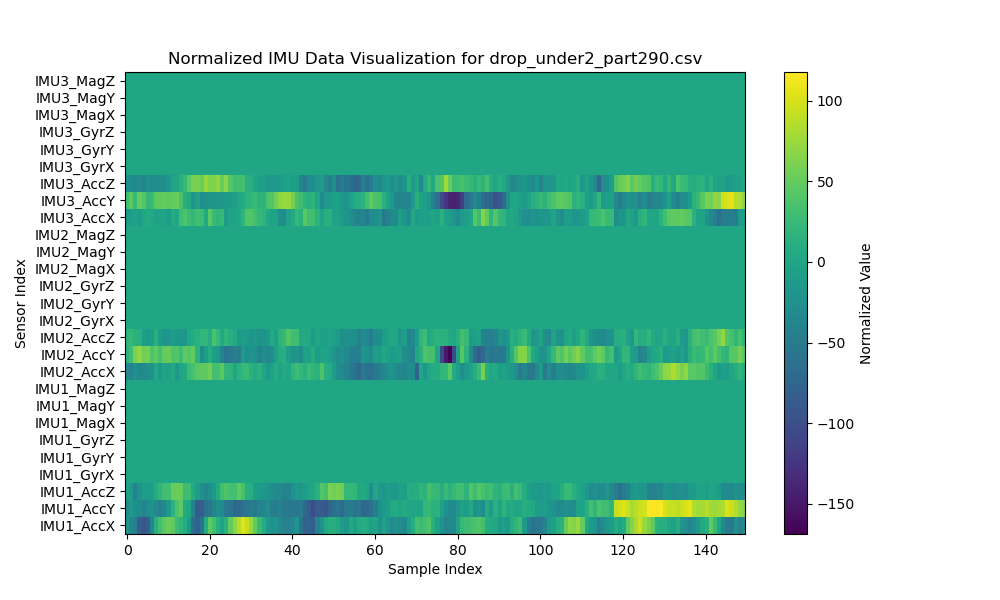 Normalized IMU Data Visualization for drop_under2_part290.csv
Sensor Index
IMU3_MagZ
IMU3_MagY
IMU3_MagX
IMU3_GyrZ
IMU3_GyrY
IMU3_GyrX
IMU3_AccZ
IMU3_AccY
IMU3_AccX
IMU2_MagZ
IMU2_MagY
IMU2_MagX
IMU2_GyrZ
IMU2_GyrY
IMU2_GyrX
IMU2_AccZ
IMU2_AccY
IMU2_AccX
IMU1_MagZ
IMU1_MagY
IMU1_MagX
IMU1_GyrZ
IMU1_GyrY
IMU1_GyrX
IMU1_AccZ
IMU1_AccY
IMU1_AccX
0 20 40 60 80 100 120 140
Sample Index
100
50
0
−50
−100
−150
Normalized Value